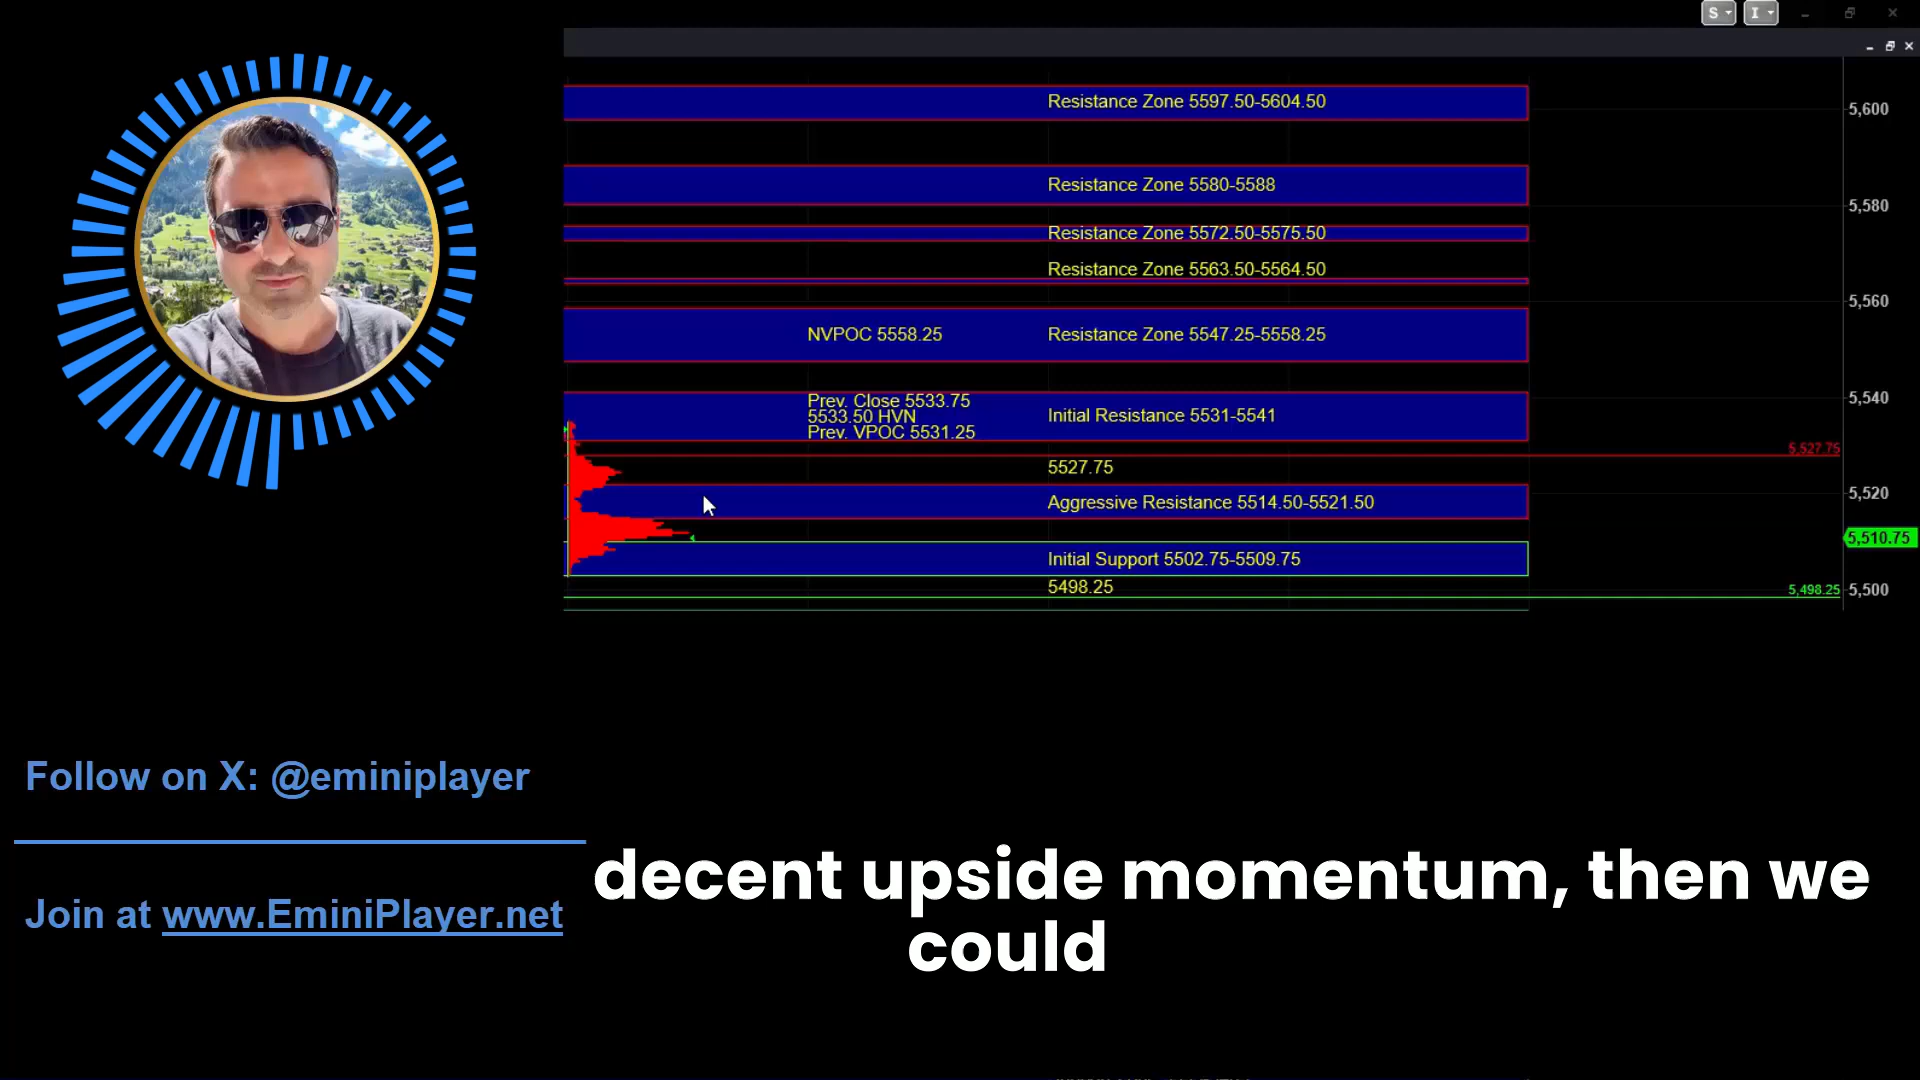 S
I
Resistance Zone 5597.50-5604.50
5,600
Resistance Zone 5580-5588
5,580
Resistance Zone 5572.50-5575.50
Resistance Zone 5563.50-5564.50
5,560
NVPOC 5558.25
Resistance Zone 5547.25-5558.25
5,540
Prev. Close 5533.75
5533.50 HVN
Prev. VPOC 5531.25
Initial Resistance 5531-5541
5,527.75
5527.75
5,520
Aggressive Resistance 5514.50-5521.50
5,510.75
Initial Support 5502.75-5509.75
5498.25
5,498.25
5,500
Follow on X: @eminiplayer
Join at www.EminiPlayer.net
decent upside momentum, then we
could